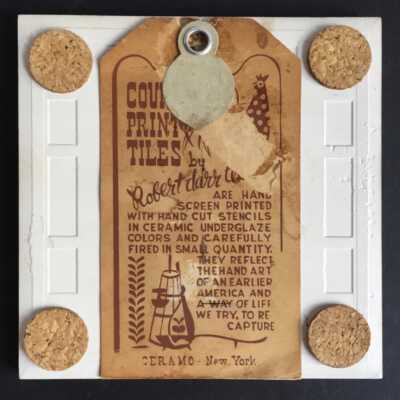 PRINT
TILES
by
Robert darr
ARE HAND
SCREEN PRINTED
WITH HAND CUT STENCILS
IN CERAMIC UNDERGLAZE
COLORS AND CAREFULLY
FIRED IN SMALL QUANTITY.
THEY REFLECT
THE HAND ART
OF AN EARLIER
AMERICA AND
A WAY OF LIFE
WE TRY, TO RE
CAPTURE
CERAMO - New York